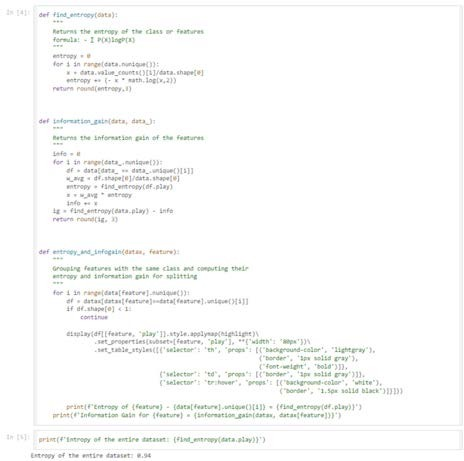 In [4]:
def find_entropy(data):
"""
Returns the entropy of the class or features
formula: - ∑ P(X)logP(X)
"""
entropy = 0
for i in range(data.nunique()):
x = data.value_counts()[i]/data.shape[0]
entropy += (- x * math.log(x,2))
return round(entropy,3)
def information_gain(data, data_):
"""
Returns the information gain of the features
"""
info = 0
for i in range(data_.nunique()):
df = data[data_ == data_.unique()[i]]
w_avg = df.shape[0]/data.shape[0]
entropy = find_entropy(df.play)
x = w_avg * entropy
info += x
ig = find_entropy(data.play) - info
return round(ig, 3)
def entropy_and_infogain(datax, feature):
"""
Grouping features with the same class and computing their
entropy and information gain for splitting
"""
for i in range(data[feature].nunique()):
df = datax[datax[feature]==data[feature].unique()[i]]
if df.shape[0] < 1:
continue
display(df[[feature, 'play']].style.applymap(highlight)\
.set_properties(subset=[feature, 'play'], **{'width': '80px'})\
.set_table_styles([{'selector': 'th', 'props': [('background-color', 'lightgray'),
('border', '1px solid gray'),
('font-weight', 'bold')]},
{'selector': 'td', 'props': [('border', '1px solid gray')]},
{'selector': 'tr:hover', 'props': [('background-color', 'white'),
('border', '1.5px solid black')]}]))
print(f'Entropy of {feature} - {data[feature].unique()[i]} = {find_entropy(df.play)}')
print(f'Information Gain for {feature} = {information_gain(datax, datax[feature])}')
In [5]:
print(f'Entropy of the entire dataset: {find_entropy(data.play)}')
Entropy of the entire dataset: 0.94